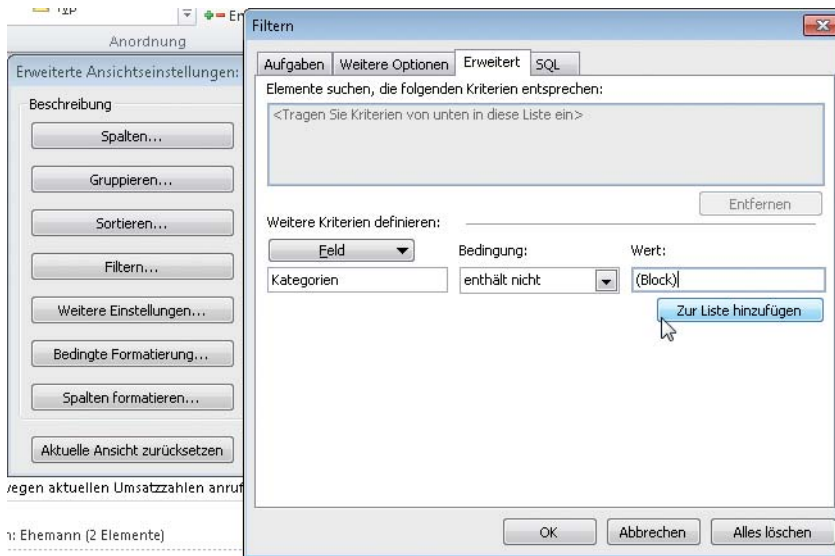 Typ
Anordnung
Erweiterte Ansichtseinstellungen:
Beschreibung
Spalten...
Gruppieren...
Sortieren...
Filtern...
Weitere Einstellungen...
Bedingte Formatierung...
Spalten formatieren...
Aktuelle Ansicht zurücksetzen
wegen aktuellen Umsatzzahlen anruf
n: Ehemann (2 Elemente)
Filtern
Aufgaben
Weitere Optionen
Erweitert
SQL
Elemente suchen, die folgenden Kriterien entsprechen:
<Tragen Sie Kriterien von unten in diese Liste ein>
Entfernen
Weitere Kriterien definieren:
Feld
Bedingung:
Wert:
Kategorien
enthält nicht
(Block)
Zur Liste hinzufügen
OK
Abbrechen
Alles löschen